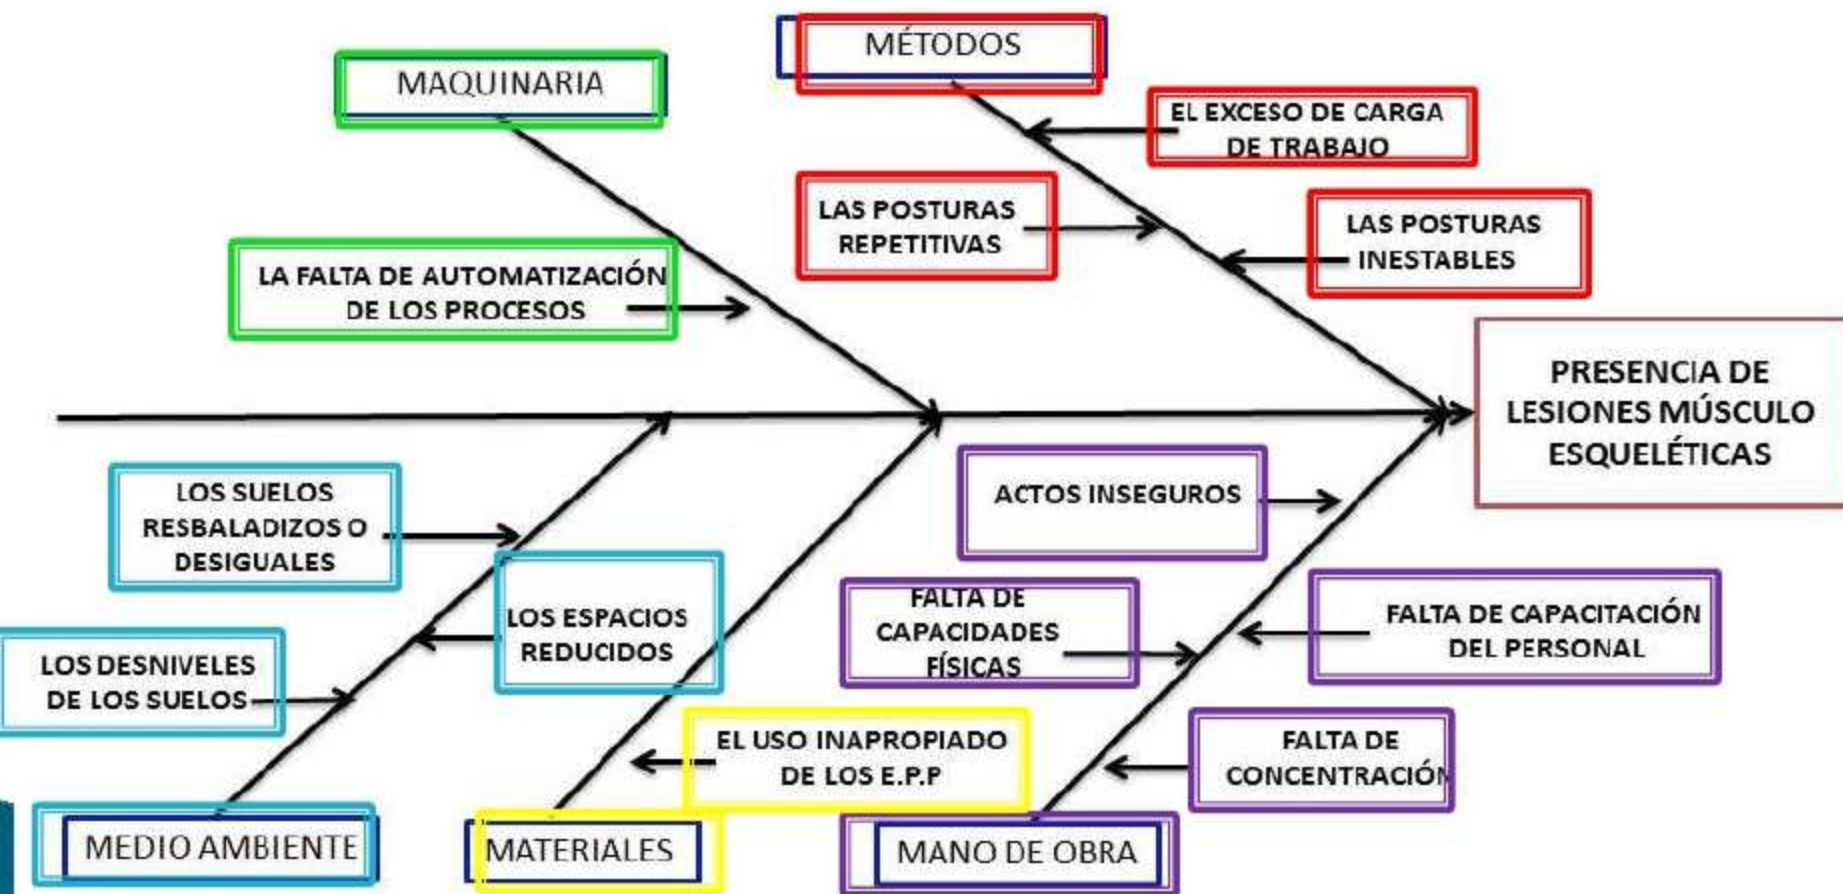 MÉTODOS
MAQUINARIA
EL EXCESO DE CARGA
DE TRABAJO
LAS POSTURAS
REPETITIVAS
LAS POSTURAS
INESTABLES
LA FALTA DE AUTOMATIZACIÓN
DE LOS PROCESOS
PRESENCIA DE
LESIONES MÚSCULO
ESQUELÉTICAS
LOS SUELOS
RESBALADIZOS O
DESIGUALES
ACTOS INSEGUROS
LOS ESPACIOS
REDUCIDOS
FALTA DE
CAPACIDADES
FÍSICAS
FALTA DE CAPACITACIÓN
DEL PERSONAL
LOS DESNIVELES
DE LOS SUELOS
EL USO INAPROPIADO
DE LOS E.P.P
FALTA DE
CONCENTRACIÓN
MEDIO AMBIENTE
MATERIALES
MANO DE OBRA